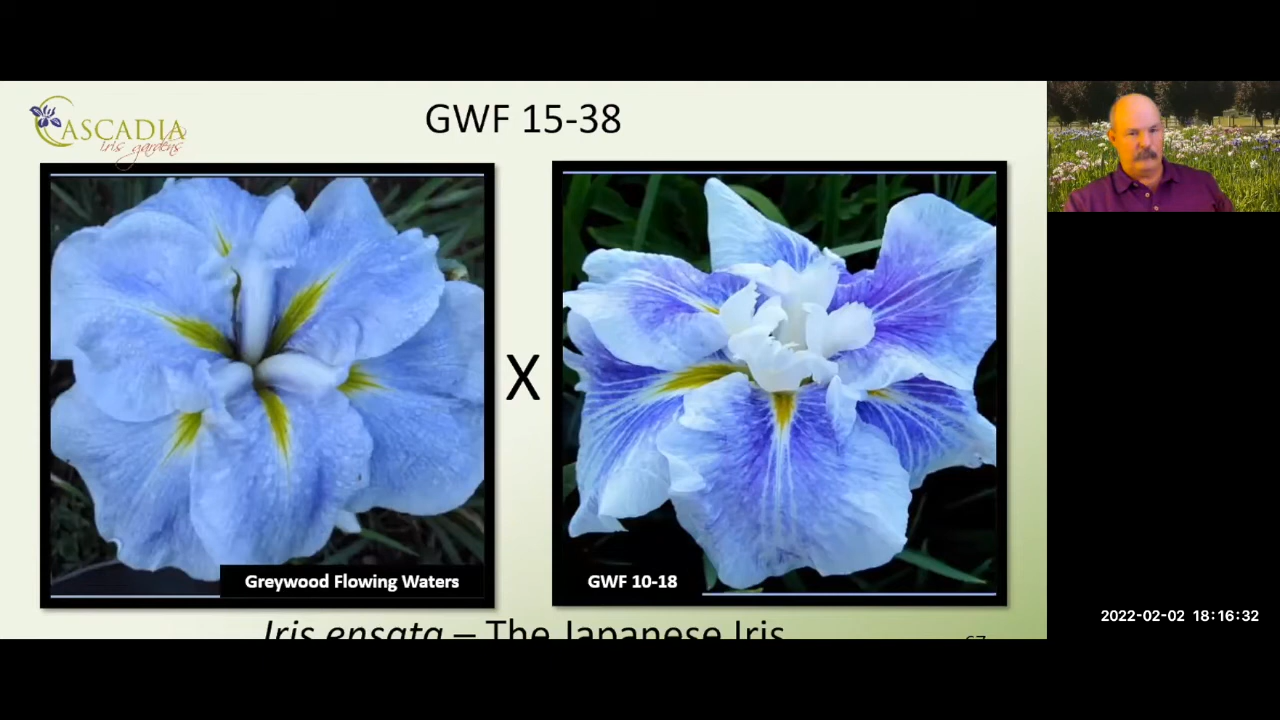 CASCADIA
iris gardens
GWF 15-38
X
Greywood Flowing Waters
GWF 10-18
Iris ensata – The Japanese Iris
67
2022-02-02 18:16:32